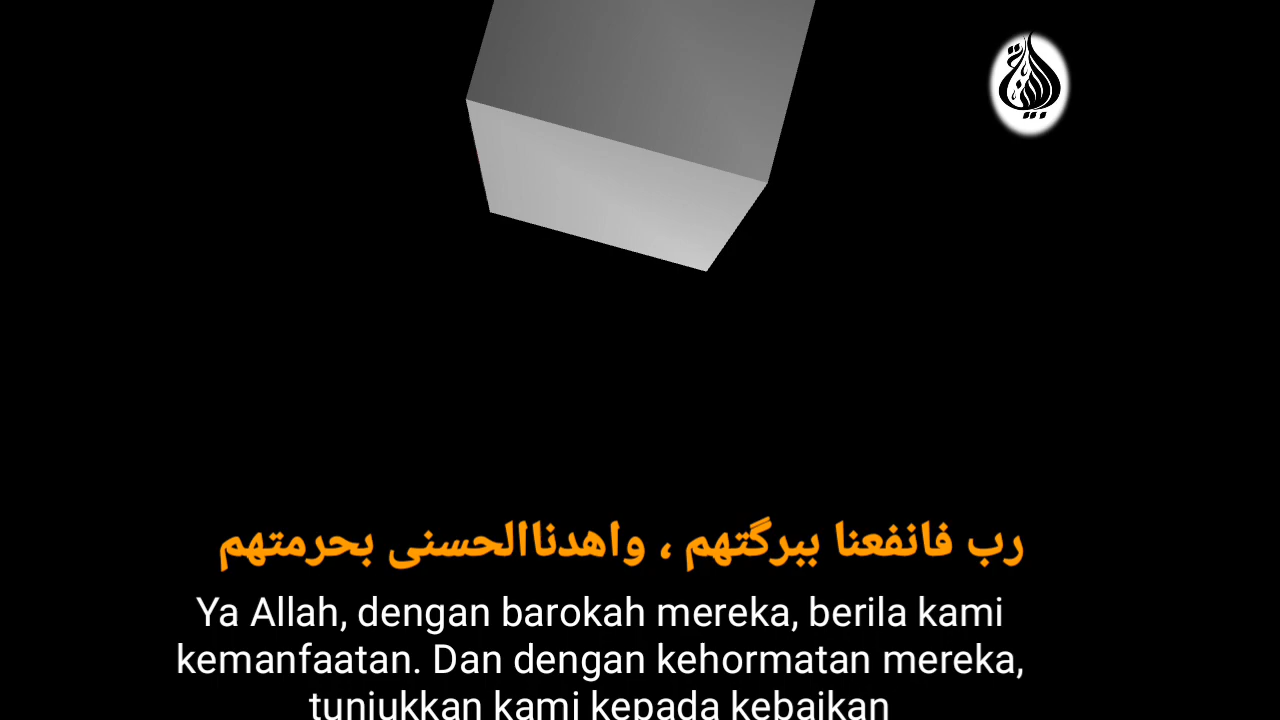 رب فانفعنا ببرگتهم ، واهدناالحسنى بحرمتهم
Ya Allah, dengan barokah mereka, berila kami
kemanfaatan. Dan dengan kehormatan mereka,
tunjukkan kami kepada kebaikan